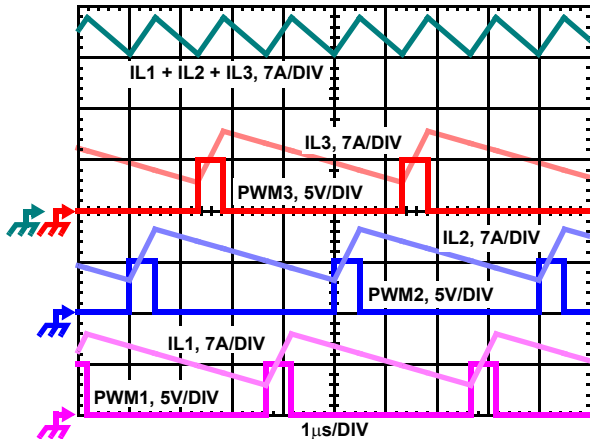 IL1 + IL2 + IL3, 7A/DIV
IL3, 7A/DIV
PWM3, 5V/DIV
IL2, 7A/DIV
PWM2, 5V/DIV
IL1, 7A/DIV
PWM1, 5V/DIV
1μs/DIV